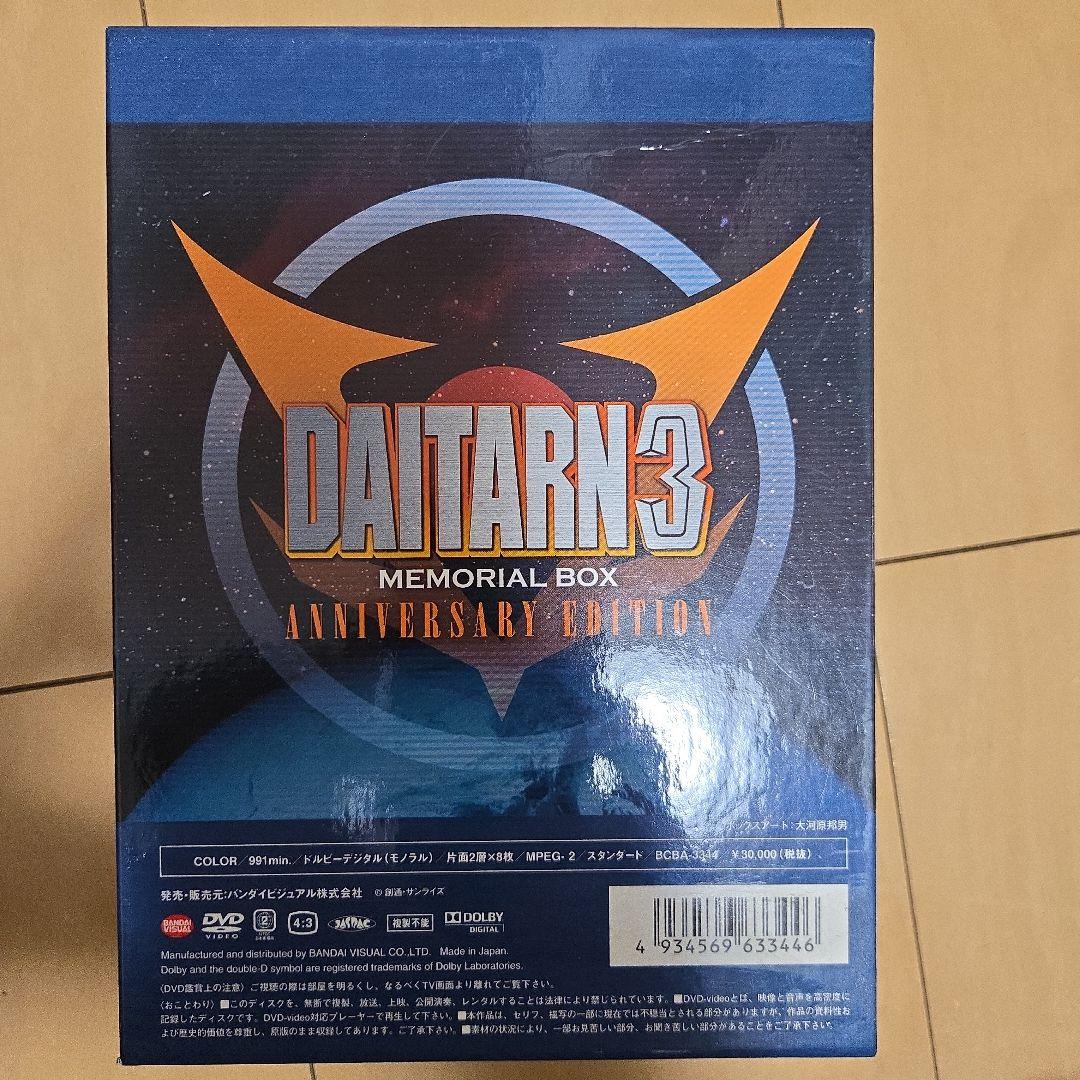 DAITARN 3
MEMORIAL BOX
ANNIVERSARY EDITION
ボックスアート:大河原邦男
COLOR/991min./ドルビーデジタル(モノラル)/片面2層×8枚/MPEG-2/スタンダード BCBA-3344 ¥30,000(税抜)
発売・販売元:バンダイビジュアル株式会社 ©創通・サンライズ
BANDAI VISUAL DVD VIDEO 2 4:3 JASRAC 複製不能 DOLBY DIGITAL
4 934569 633446
Manufactured and distributed by BANDAI VISUAL CO.,LTD. Made in Japan.
Dolby and the double-D symbol are registered trademarks of Dolby Laboratories.
〈DVD鑑賞上の注意〉ご視聴の際は部屋を明るくし、なるべくTV画面より離れてご覧下さい。
〈おことわり〉■このディスクを、無断で複製、放送、上映、公開演奏、レンタルすることは法律により禁じられています。■DVD-videoとは、映像と音声を高密度に
記録したディスクです。DVD-video対応プレーヤーで再生して下さい。■本作品は、セリフ、描写の一部に現在では不穏当とされる部分がありますが、作品の資料性お
よび歴史的価値を尊重し、原版のまま収録してあります。ご了承下さい。■素材の状況により、一部お見苦しい部分、お聞き苦しい部分があることをご了承下さい。